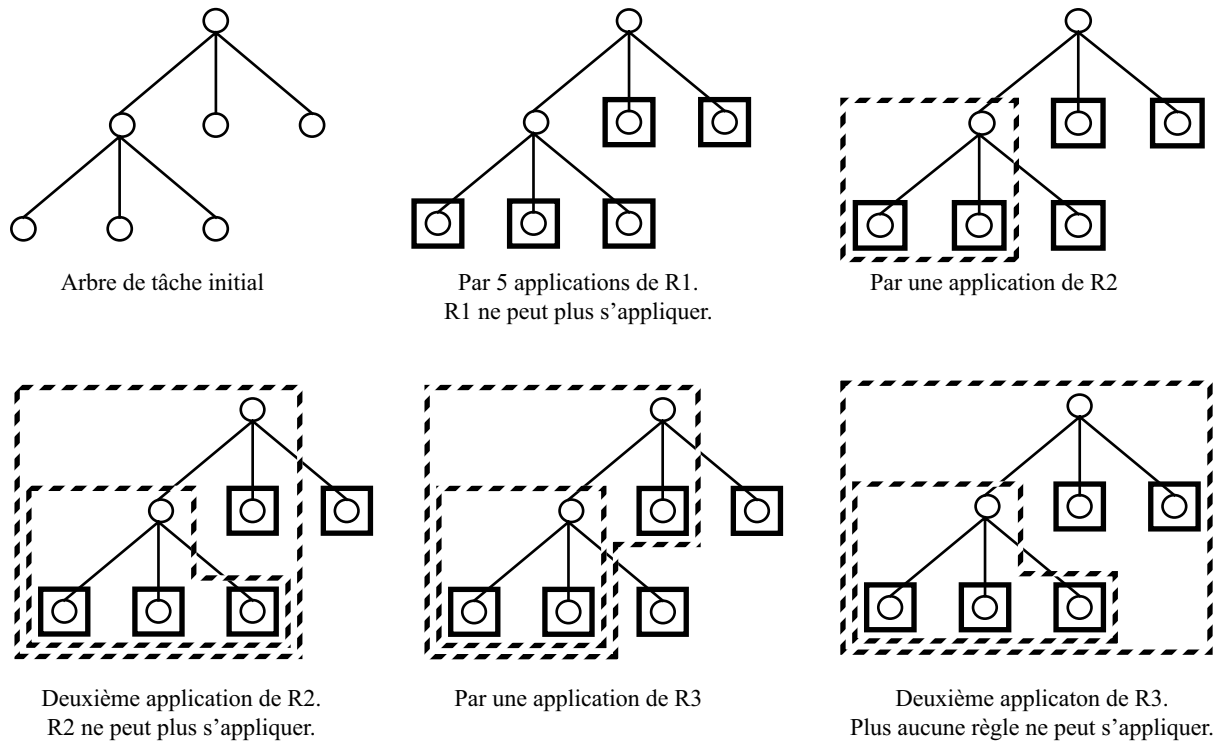 Arbre de tâche initial
Par 5 applications de R1.
R1 ne peut plus s’appliquer.
Par une application de R2
Deuxième application de R2.
R2 ne peut plus s’appliquer.
Par une application de R3
Deuxième applicaton de R3.
Plus aucune règle ne peut s’appliquer.